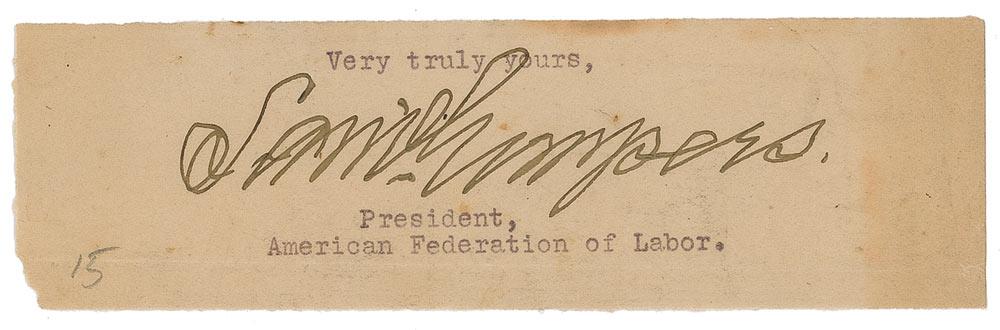 Very truly yours,
Saml. Gompers.
President,
American Federation of Labor.
15